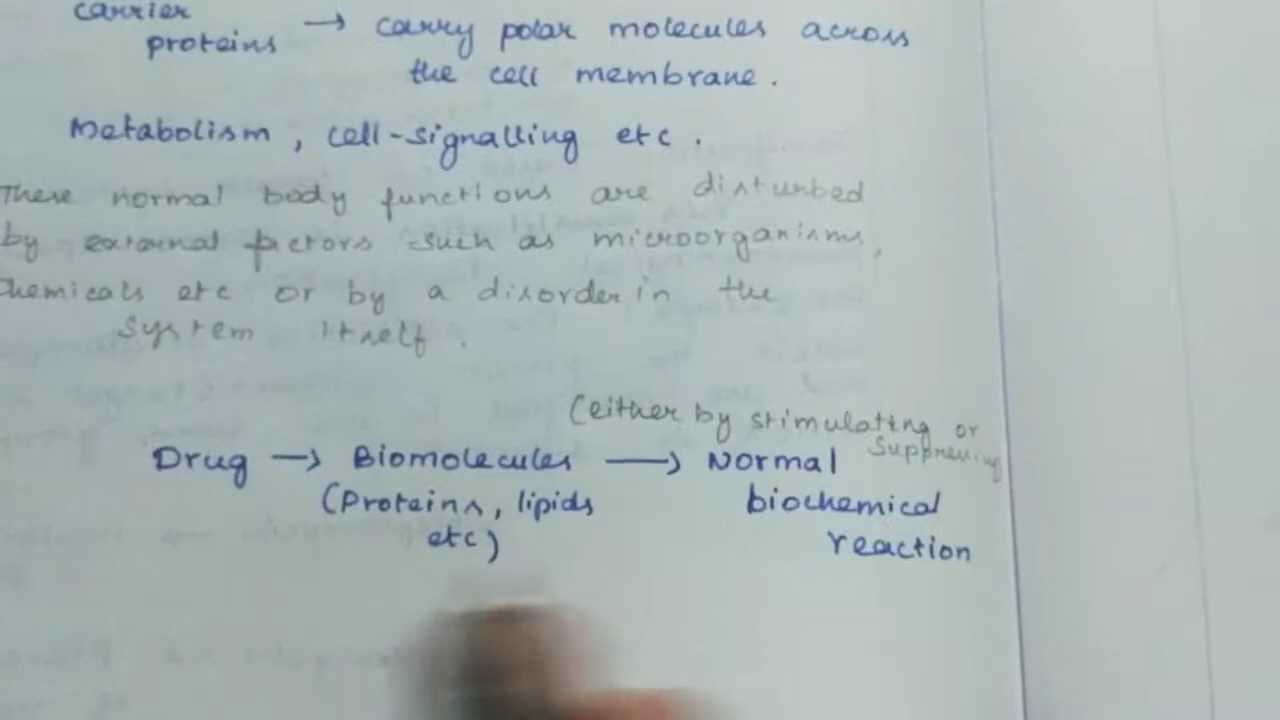 carrier
proteins → carry polar molecules across
the cell membrane.
Metabolism, cell-signalling etc.
These normal body functions are disturbed
by external factors such as microorganisms,
chemicals etc or by a disorder in the
system itself.
(either by stimulating or
suppressing
Drug → Biomolecules → Normal
(Proteins, lipids biochemical
etc) reaction